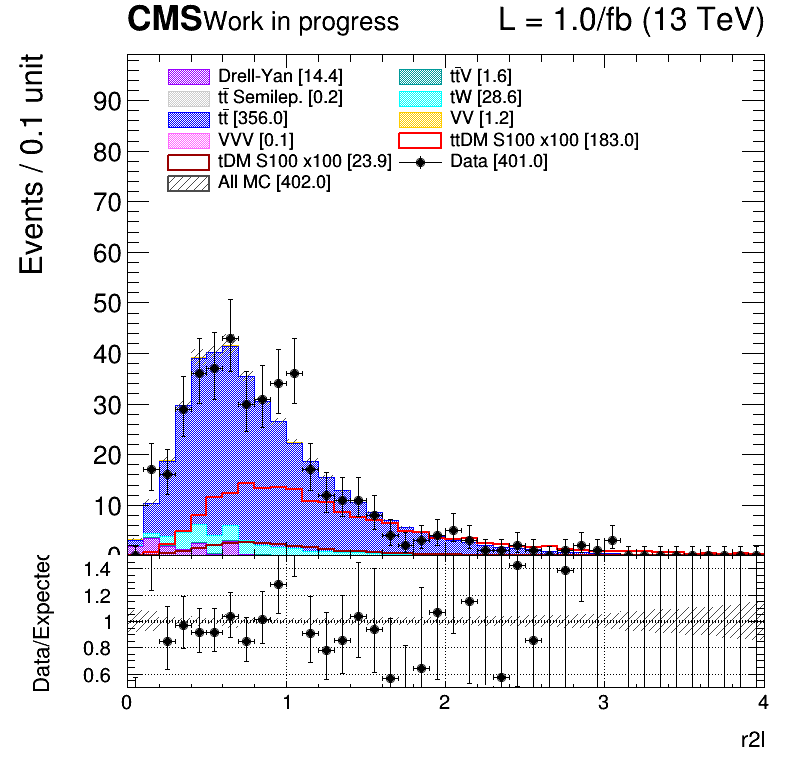 CMS Work in progress L = 1.0/fb (13 TeV)
Events / 0.1 unit
Drell-Yan [14.4] tt̄V [1.6]
tt̄ Semilep. [0.2] tW [28.6]
tt̄ [356.0] VV [1.2]
VVV [0.1] ttDM S100 x100 [183.0]
tDM S100 x100 [23.9] Data [401.0]
All MC [402.0]
90
80
70
60
50
40
30
20
10
0
Data/Expected
1.4
1.2
1
0.8
0.6
0 1 2 3 4
r2l